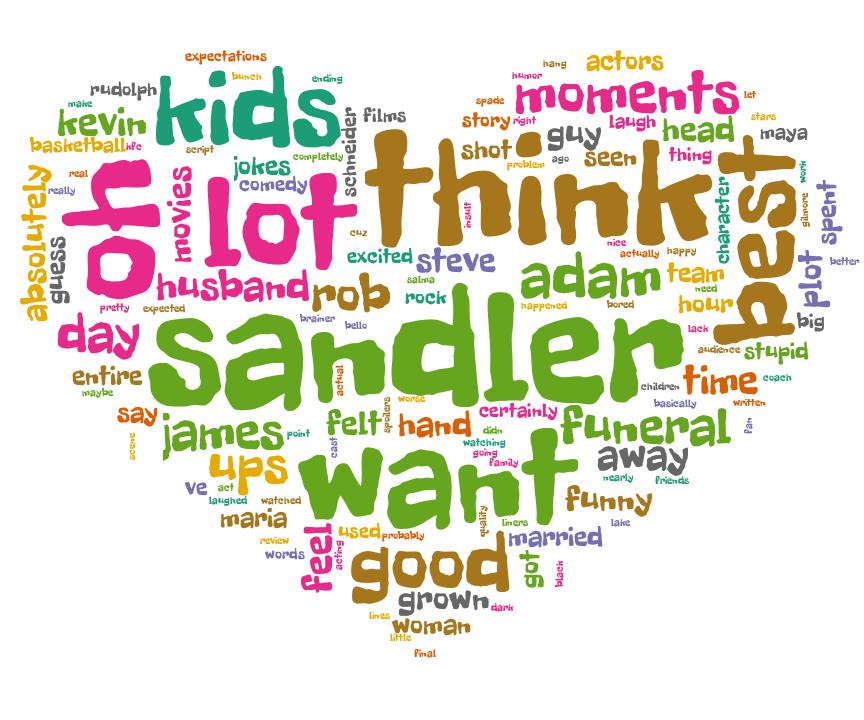 expectations
hang
actors
rudolph
bunch
ending
humor
make
kids
moments
let
kevin
schneider
films
spade
story
right
laugh
head
stars
basketball
kfc
script
completely
guy
maya
think
shot
problem
ago
seen
thing
best
absolutely
real
really
oh
movies
jokes
comedy
lot
cuz
insult
nice
character
work
gilmore
spent
guess
excited
steve
actually
happy
better
pretty
expected
husband
rob
salma
rock
adam
happened
bored
team
need
hour
plot
big
day
brainer
bello
sandler
lack
audience
stupid
entire
maybe
actual
spoilers
worse
children
time
coach
basically
written
say
scene
james
point
felt
cast
hand
certainly
didn
watching
going
family
funeral
fan
away
nearly
friends
ups
ve
act
laughed
watched
want
funny
maria
review
words
feel
acting
used
probably
quality
liners
lake
married
good
got
black
grown
dark
lines
woman
little
final